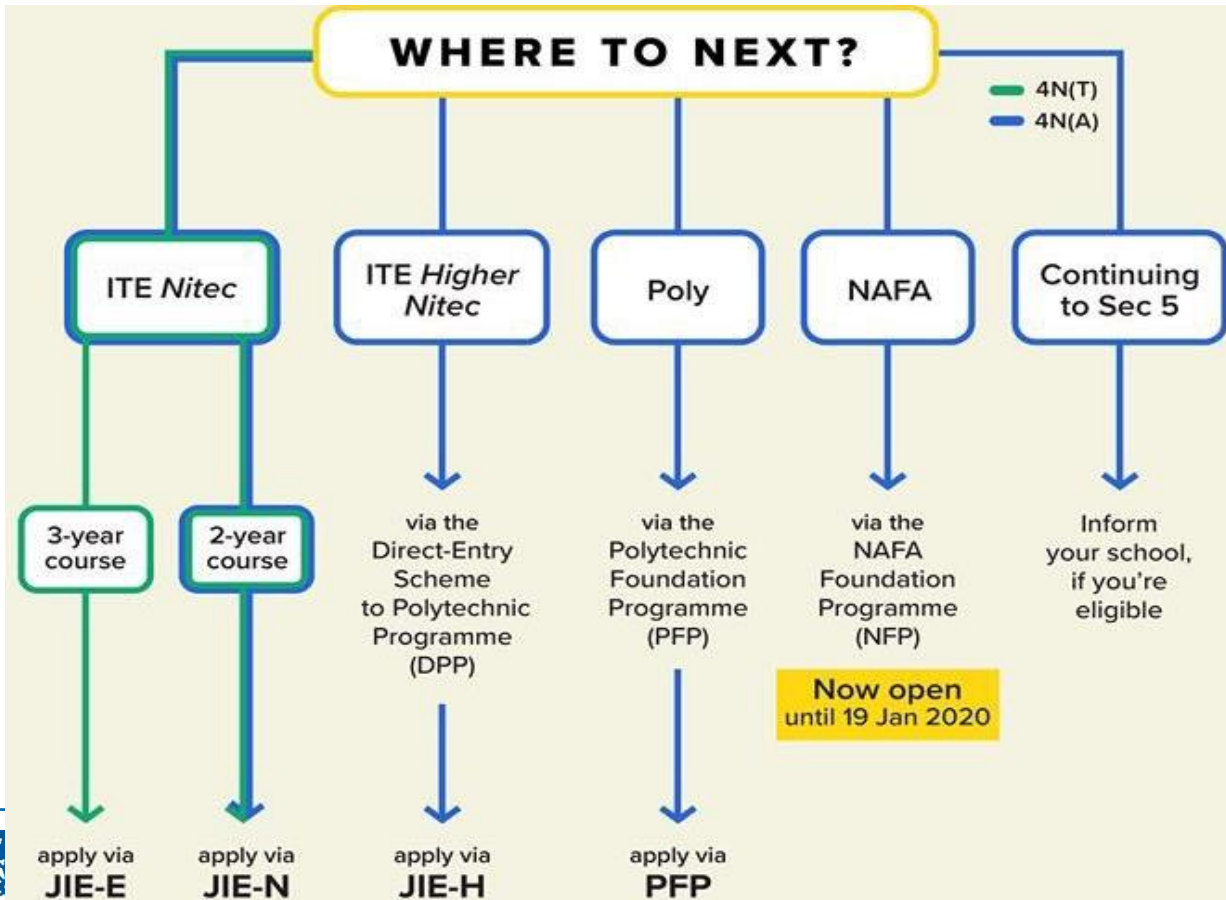 WHERE TO NEXT?
4N(T)
4N(A)
ITE Nitec
ITE Higher
Nitec
Poly
NAFA
Continuing
to Sec 5
3-year
course
2-year
course
via the
Direct-Entry
Scheme
to Polytechnic
Programme
(DPP)
via the
Polytechnic
Foundation
Programme
(PFP)
via the
NAFA
Foundation
Programme
(NFP)
Now open
until 19 Jan 2020
Inform
your school,
if you're
eligible
apply via
JIE-E
apply via
JIE-N
apply via
JIE-H
apply via
PFP